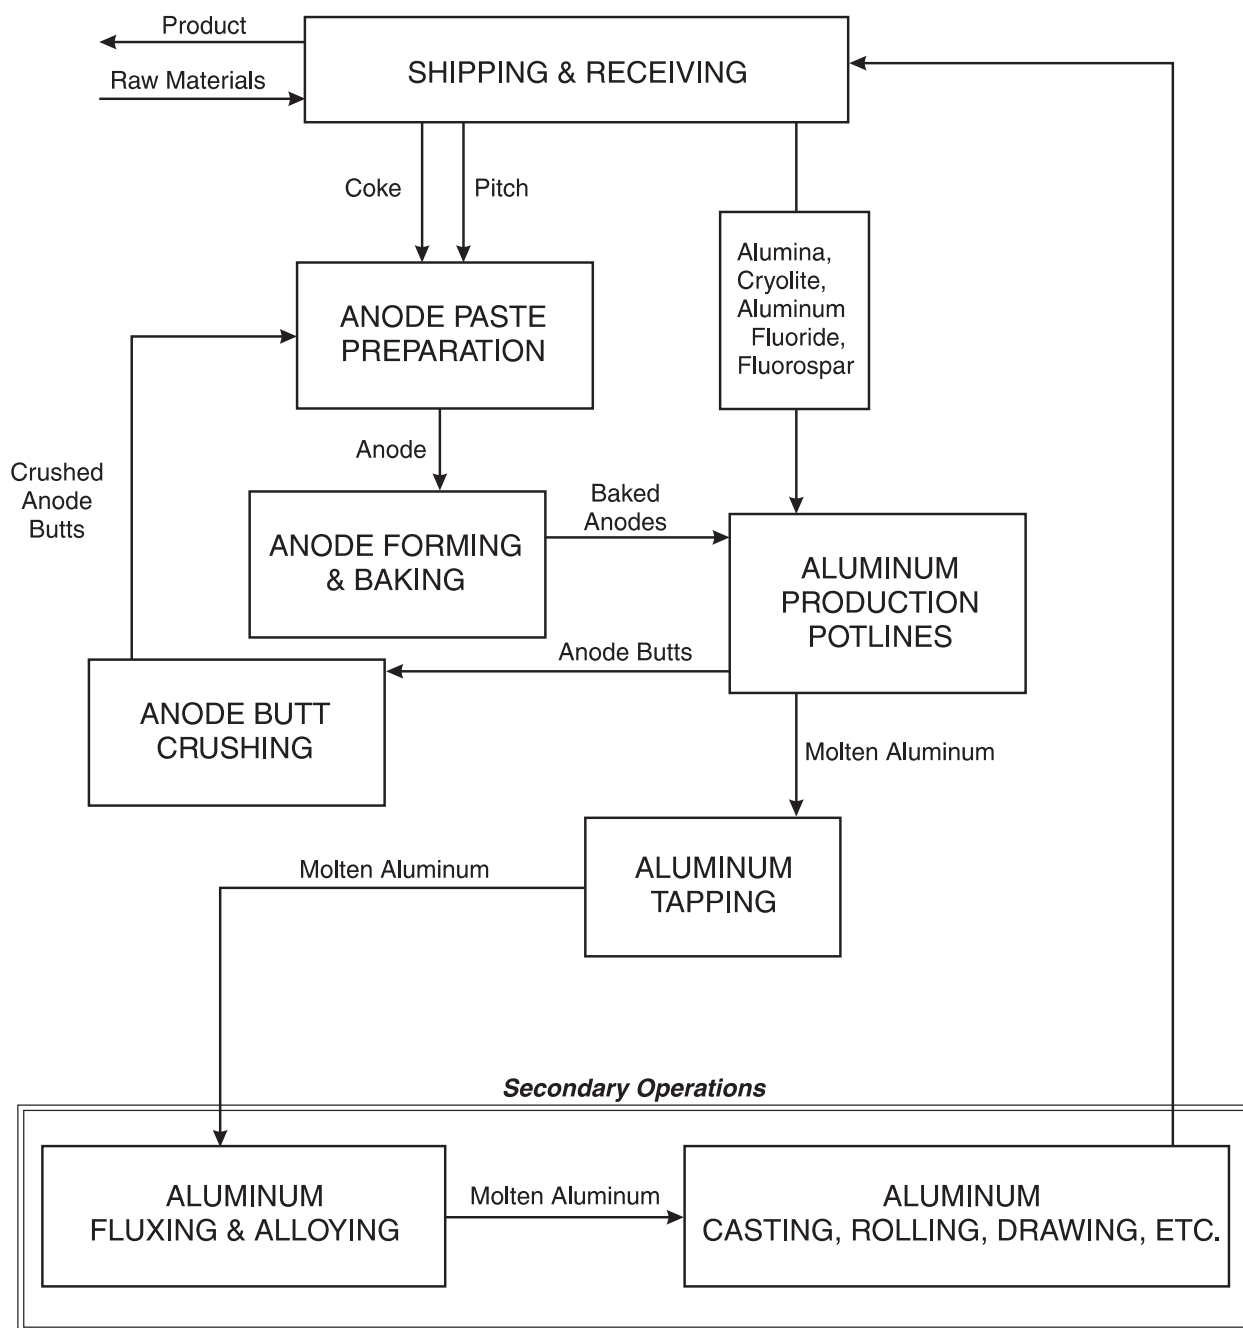 Product
SHIPPING & RECEIVING
Raw Materials
Coke
Pitch
Alumina,
Cryolite,
Aluminum
Fluoride,
Fluorospar
ANODE PASTE
PREPARATION
Anode
Crushed
Anode
Butts
Baked
Anodes
ANODE FORMING
& BAKING
ALUMINUM
PRODUCTION
POTLINES
Anode Butts
ANODE BUTT
CRUSHING
Molten Aluminum
ALUMINUM
TAPPING
Molten Aluminum
Secondary Operations
ALUMINUM
FLUXING & ALLOYING
Molten Aluminum
ALUMINUM
CASTING, ROLLING, DRAWING, ETC.